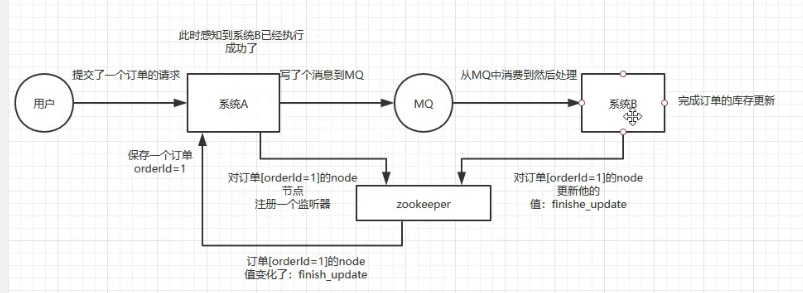 此时感知到系统B已经执行
成功了
提交了一个订单的请求
写了个消息到MQ
从MQ中消费到然后处理
用户
系统A
MQ
系统B
完成订单的库存更新
保存一个订单
orderId=1
对订单[orderId=1]的node
节点
注册一个监听器
zookeeper
对订单[orderId=1]的node
更新他的
值：finishe_update
订单[orderId=1]的node
值变化了：finish_update